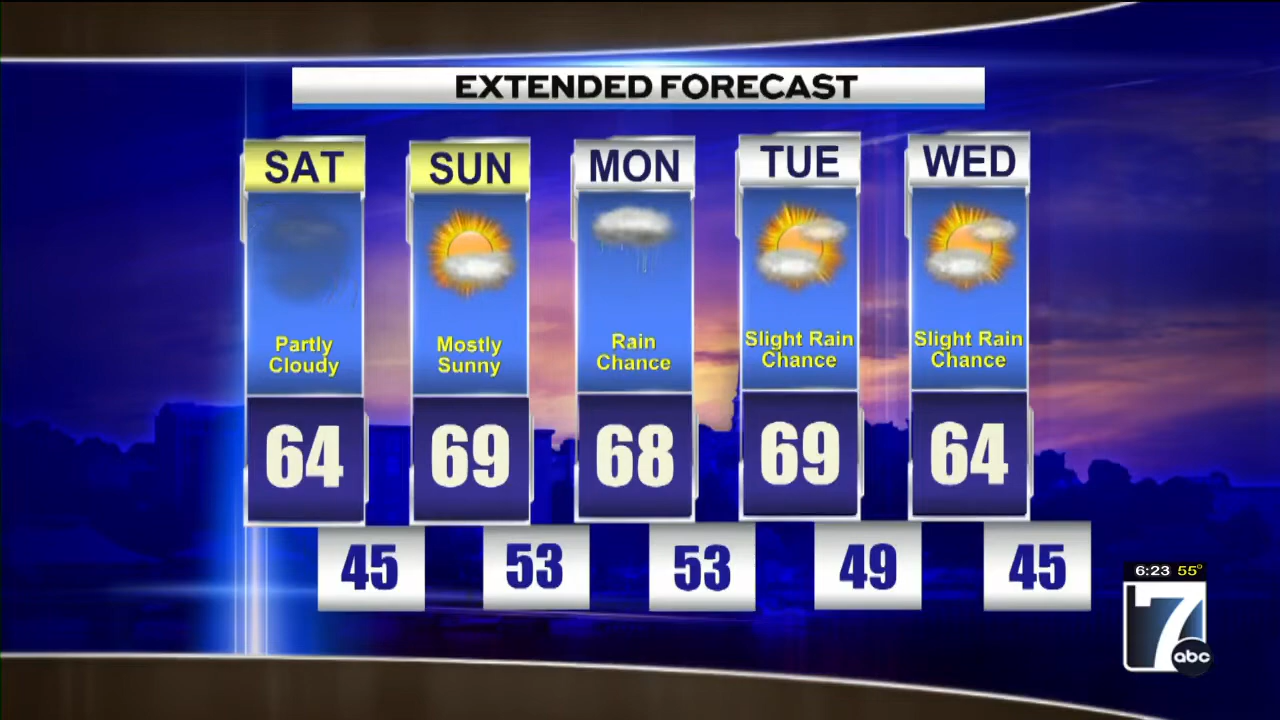 EXTENDED FORECAST
SAT SUN MON TUE WED
Partly Cloudy
Mostly Sunny
Rain Chance
Slight Rain Chance
Slight Rain Chance
64 69 68 69 64
45 53 53 49 45
6:23 55°
7
abc